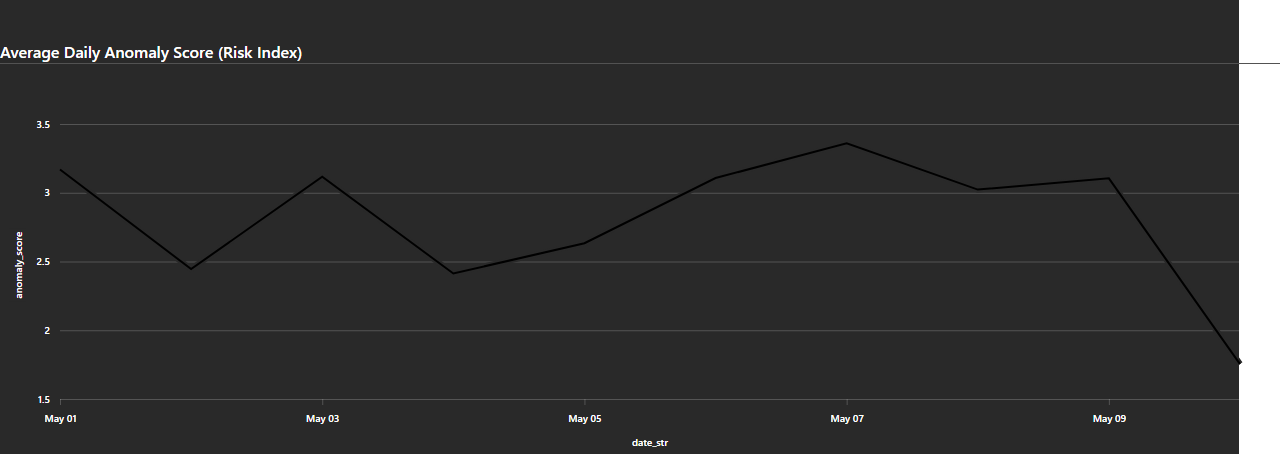 Average Daily Anomaly Score (Risk Index)
3.5
3
2.5
2
1.5
anomaly_score
May 01 May 03 May 05 May 07 May 09
date_str